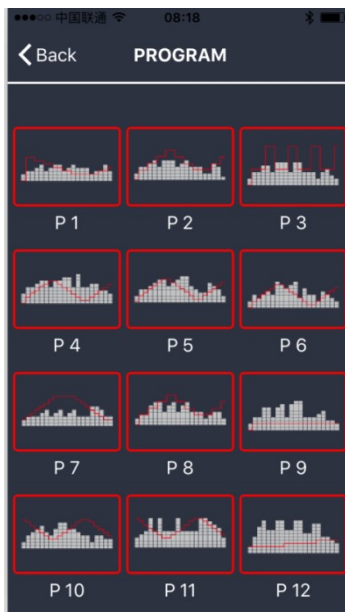 中国联通 08:18
Back PROGRAM
P 1 P 2 P 3
P 4 P 5 P 6
P 7 P 8 P 9
P 10 P 11 P 12